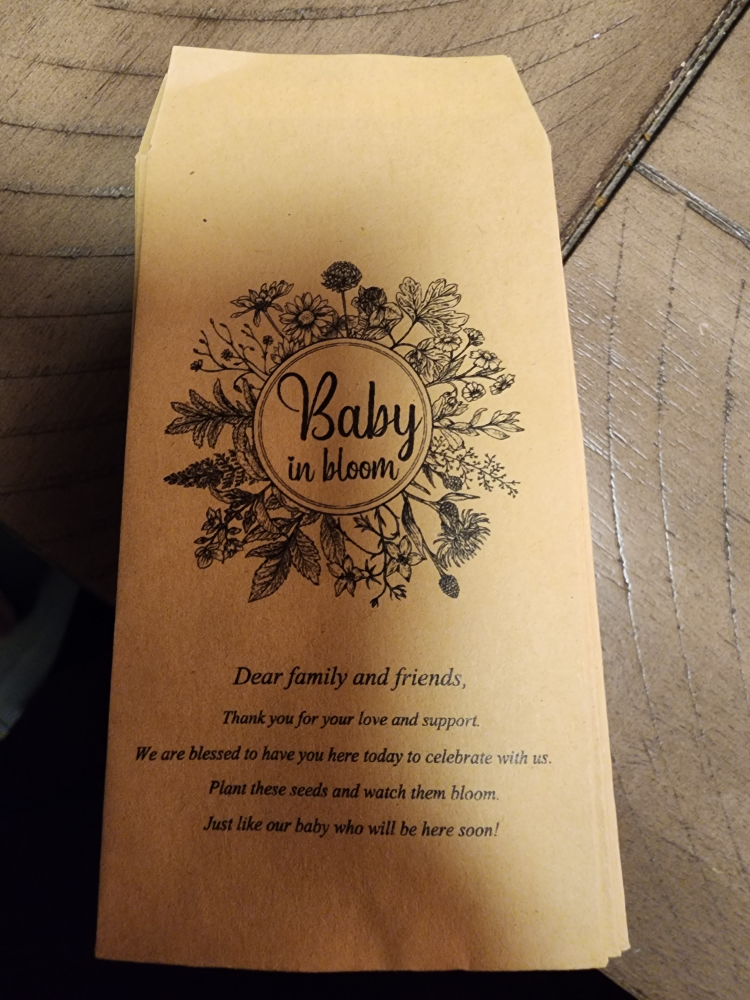 Baby
in bloom
Dear family and friends,
Thank you for your love and support.
We are blessed to have you here today to celebrate with us.
Plant these seeds and watch them bloom.
Just like our baby who will be here soon!